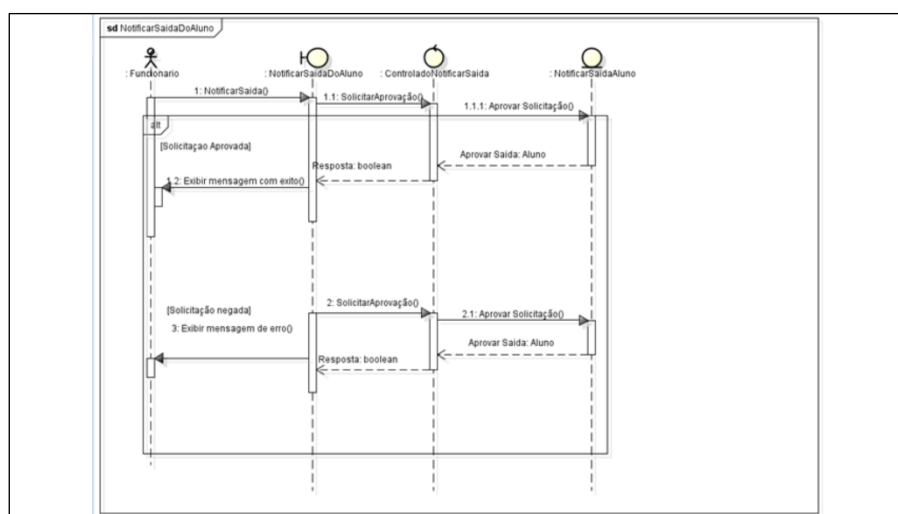 sd NotificarSaidaDoAluno
: Funcionario
: NotificarSaidaDoAluno
: ControladoNotificarSaida
: NotificarSaidaAluno
1: NotificarSaida()
1.1: SolicitarAprovação()
1.1.1: Aprovar Solicitação()
alt
[Solicitaçao Aprovada]
Aprovar Saida: Aluno
Resposta: boolean
1.2: Exibir mensagem com exito()
[Solicitação negada]
2: SolicitarAprovação()
2.1: Aprovar Solicitação()
3: Exibir mensagem de erro()
Aprovar Saida: Aluno
Resposta: boolean